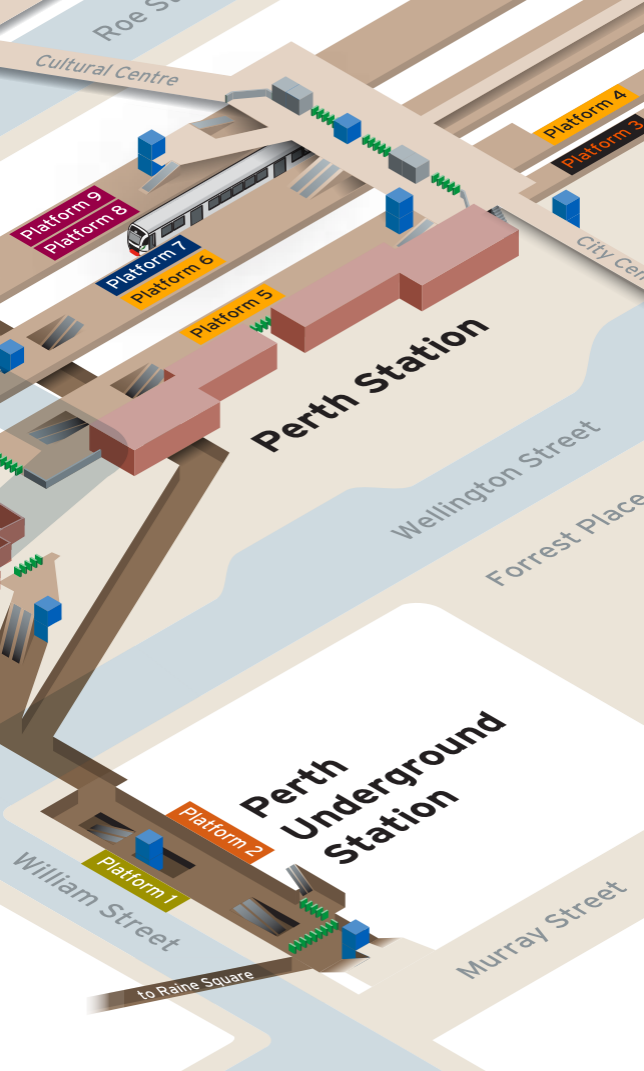 Roe St
Cultural Centre
Platform 4
Platform 3
Platform 9
Platform 8
City Cen
Platform 7
Platform 6
Platform 5
Perth Station
Wellington Street
Forrest Place
Perth
Underground
Station
Platform 2
Platform 1
William Street
Murray Street
to Raine Square